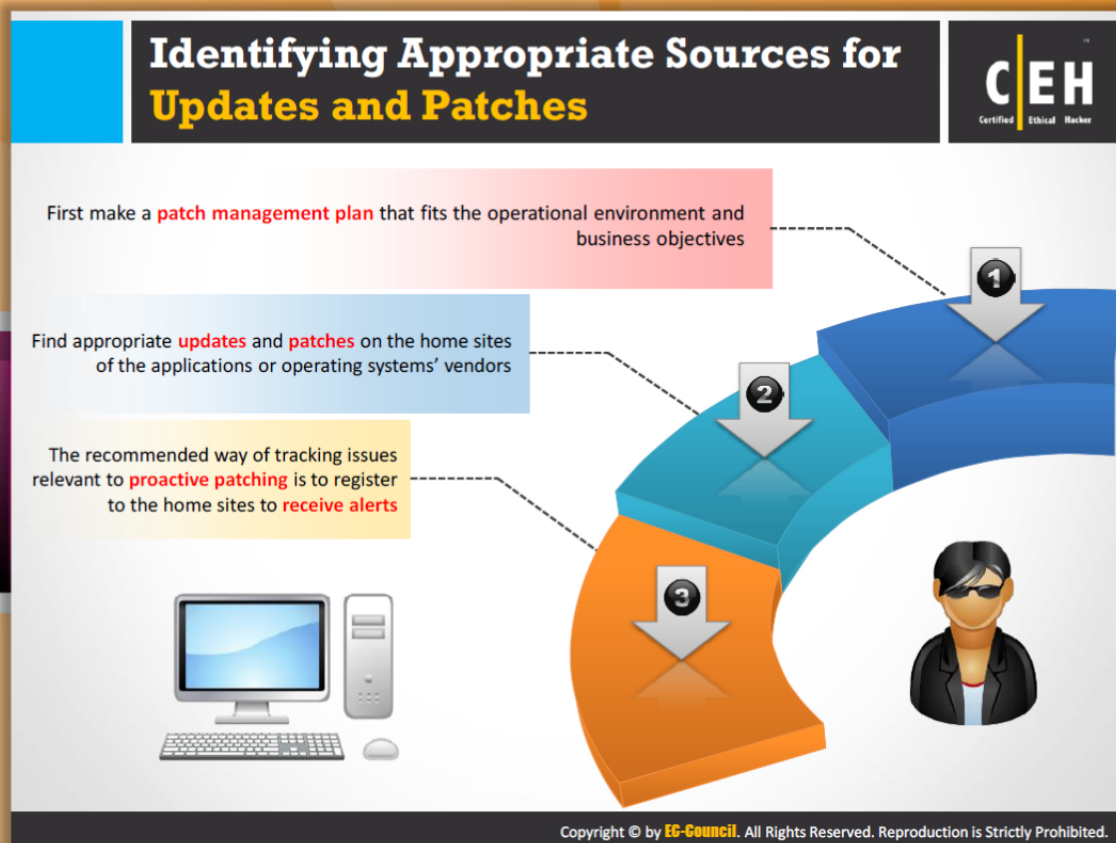 Identifying Appropriate Sources for
Updates and Patches
C|EH
™
Certified Ethical Hacker
First make a patch management plan that fits the operational environment and
business objectives
1
Find appropriate updates and patches on the home sites
of the applications or operating systems’ vendors
2
The recommended way of tracking issues
relevant to proactive patching is to register
to the home sites to receive alerts
3
Copyright © by EG-Council. All Rights Reserved. Reproduction is Strictly Prohibited.